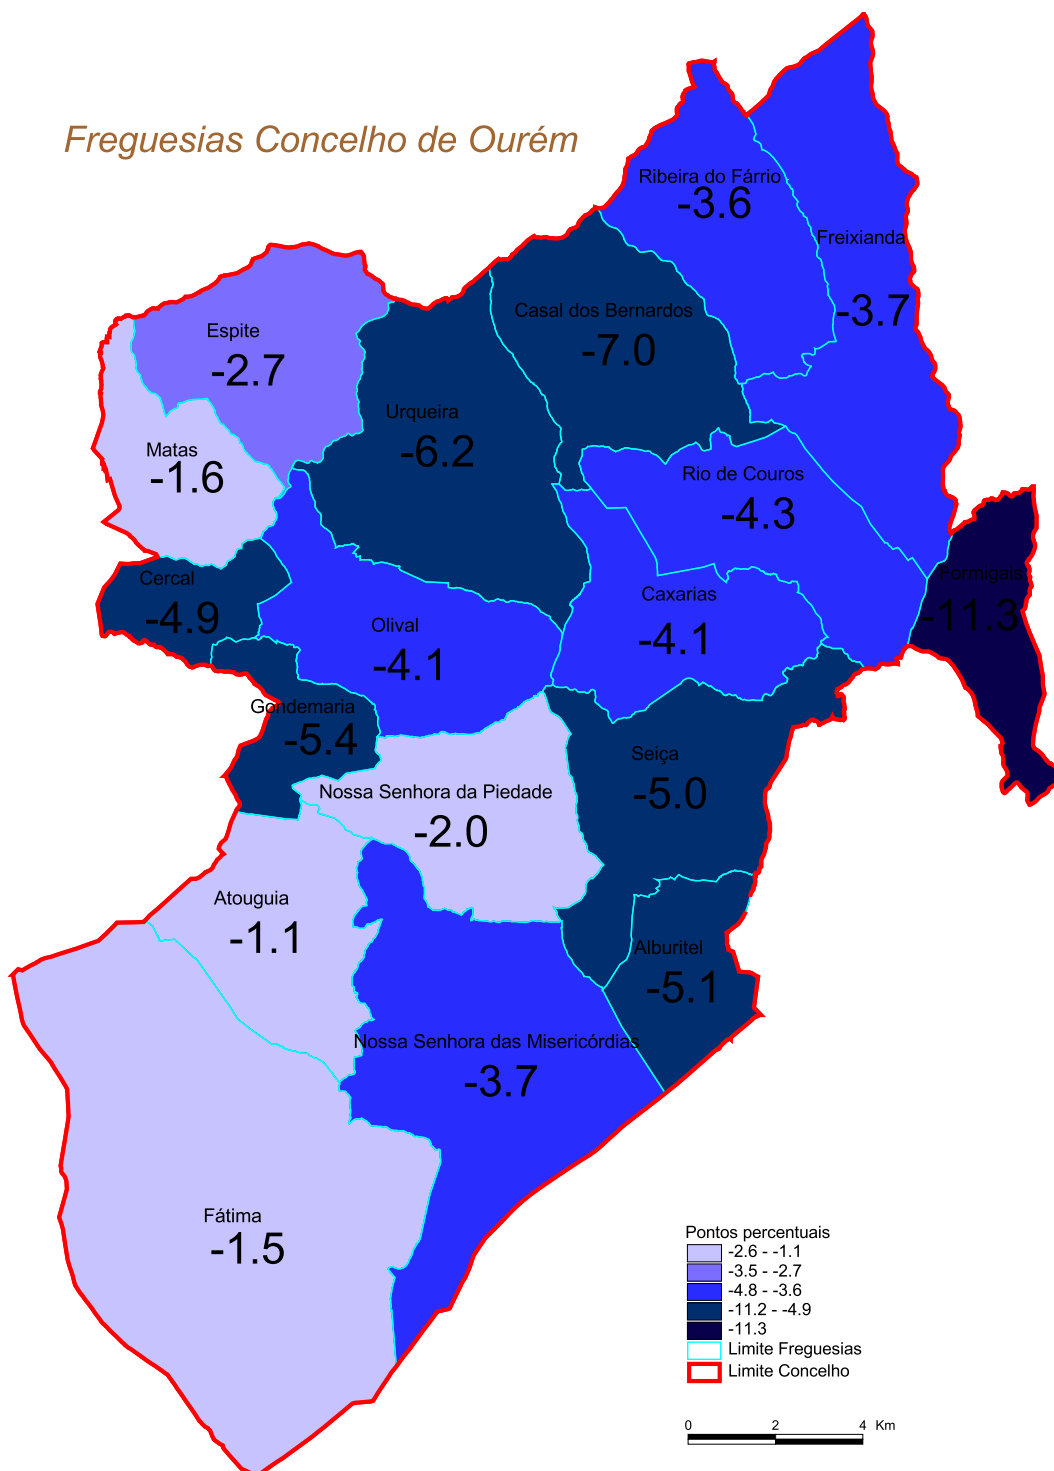 Freguesias Concelho de Ourém
Ribeira do Fárrio
-3.6
Freixianda
-3.7
Casal dos Bernardos
-7.0
Espite
-2.7
Urqueira
-6.2
Matas
-1.6
Rio de Couros
-4.3
Formigais
-11.3
Cercal
-4.9
Caxarias
-4.1
Olival
-4.1
Gondemaria
-5.4
Seiça
-5.0
Nossa Senhora da Piedade
-2.0
Atouguia
-1.1
Alburitel
-5.1
Nossa Senhora das Misericórdias
-3.7
Fátima
-1.5
Pontos percentuais
-2.6 - -1.1
-3.5 - -2.7
-4.8 - -3.6
-11.2 - -4.9
-11.3
Limite Freguesias
Limite Concelho
0 2 4 Km